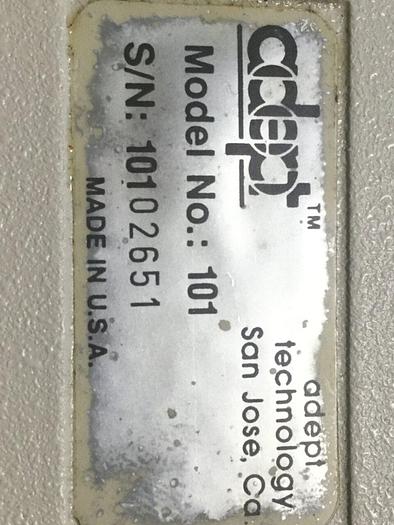 adept™
adept
technology
San Jose, Ca.
Model No.: 101
S/N: 10102651
MADE IN U.S.A.